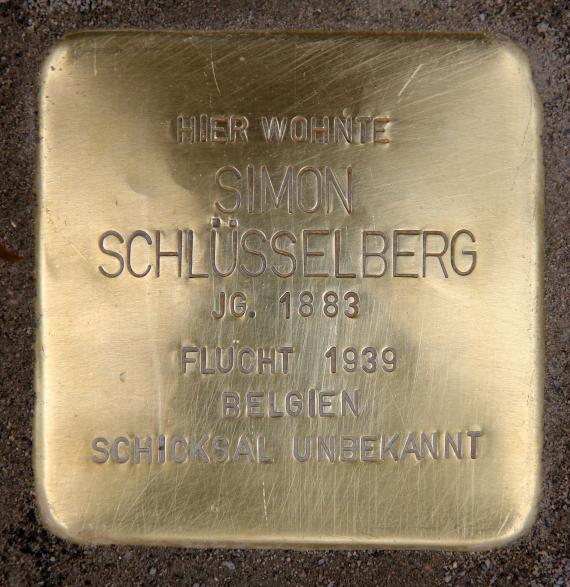 HIER WOHNTE
SIMON
SCHLÜSSELBERG
JG. 1883
FLUCHT 1939
BELGIEN
SCHICKSAL UNBEKANNT